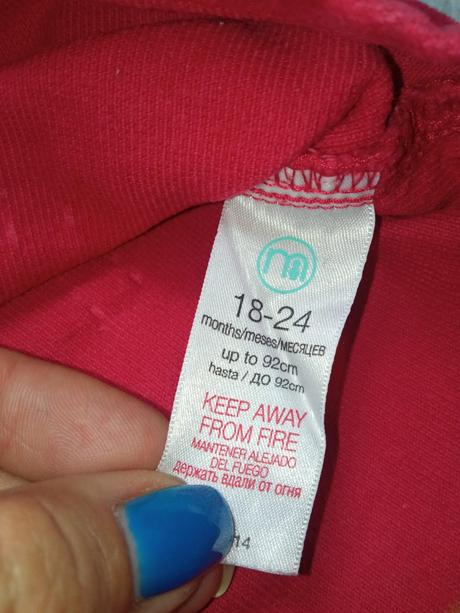 m
18-24
months/meses/МЕСЯЦЕВ
up to 92cm
hasta / ДО 92cm
KEEP AWAY
FROM FIRE
MANTENER ALEJADO
DEL FUEGO
держать вдали от огня
14